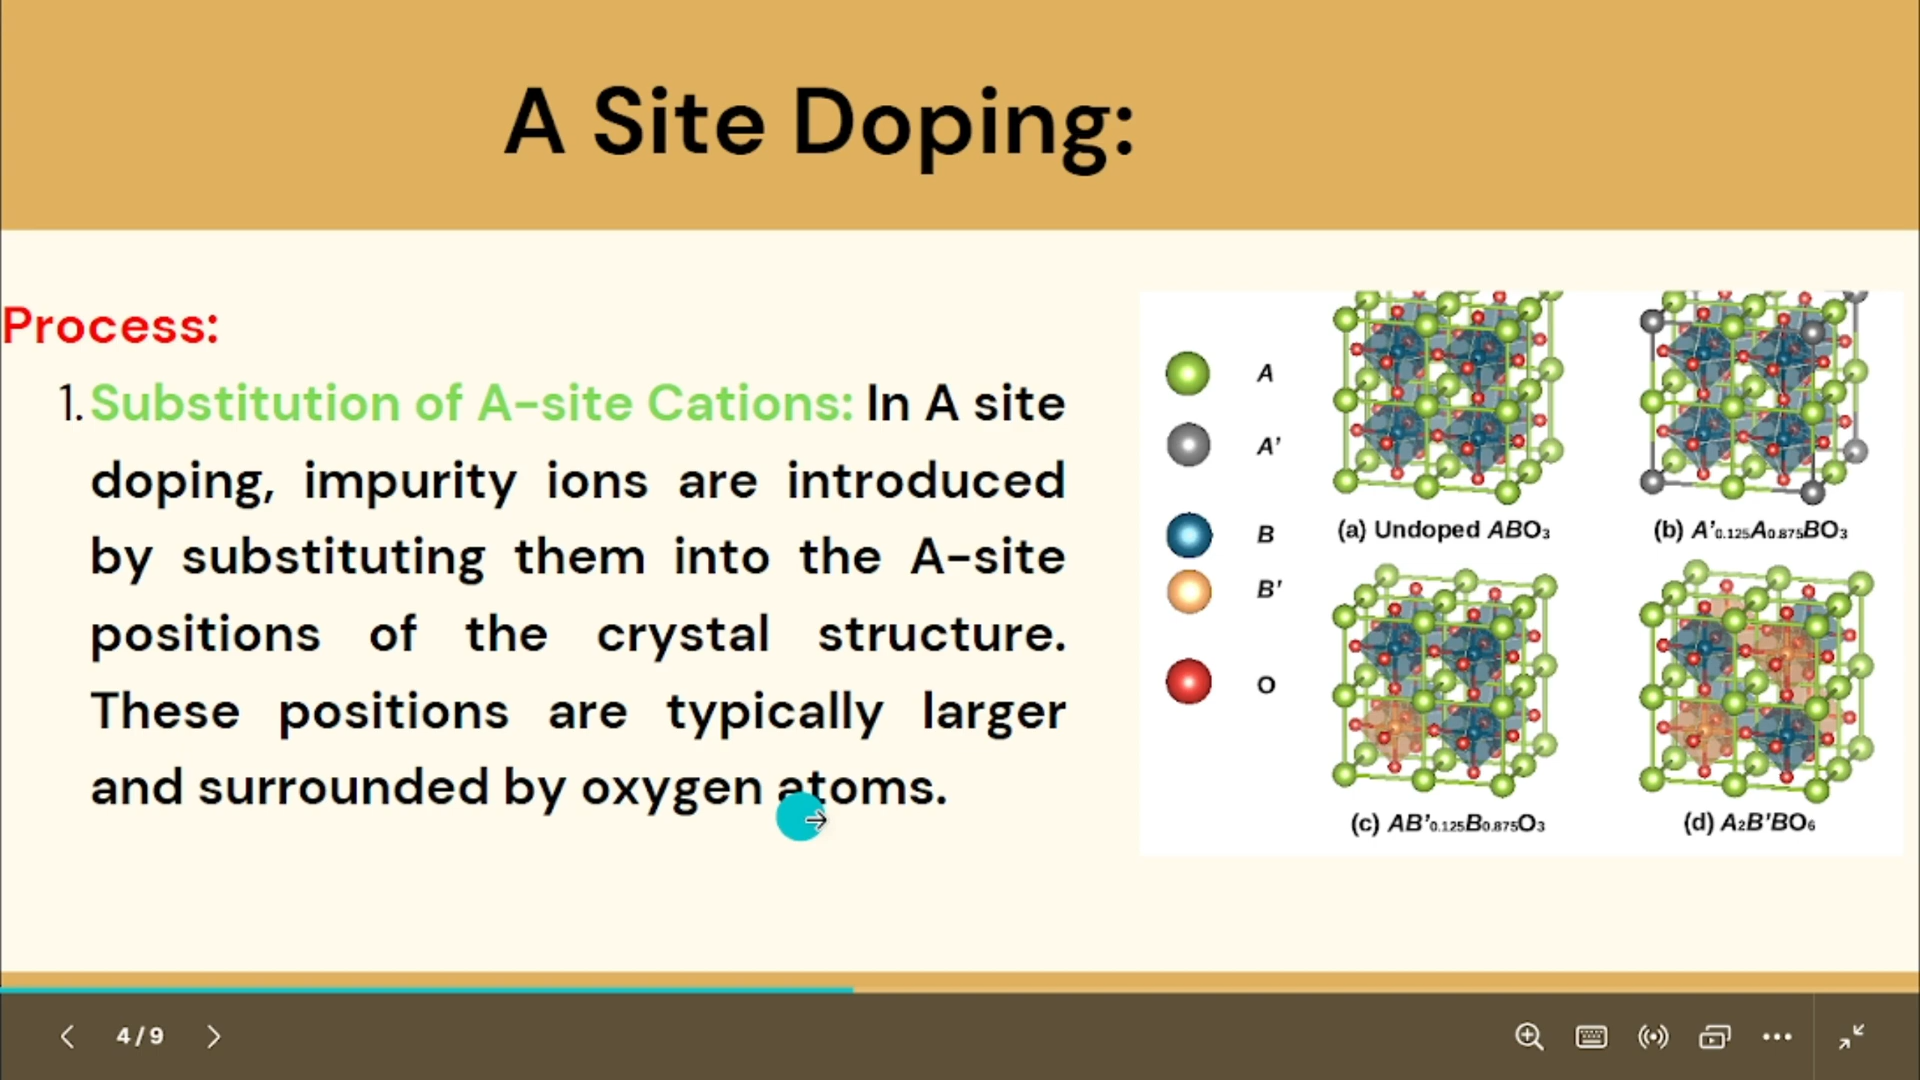 A Site Doping:
Process:
1. Substitution of A-site Cations: In A site
doping, impurity ions are introduced
by substituting them into the A-site
positions of the crystal structure.
These positions are typically larger
and surrounded by oxygen atoms.
A
A’
B
B’
O
(a) Undoped ABO₃
(b) A’₀.₁₂₅A₀.₈₇₅BO₃
(c) AB’₀.₁₂₅B₀.₈₇₅O₃
(d) A₂B’BO₆
4 / 9